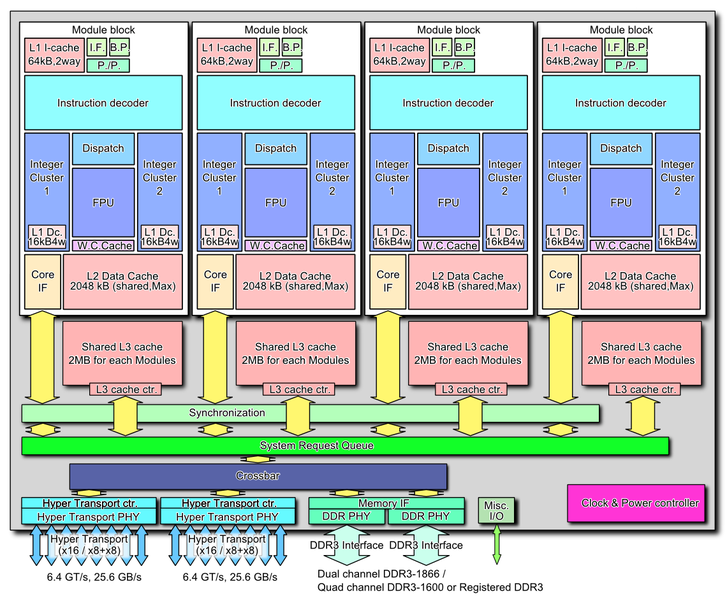 Module block Module block Module block Module block
L1 I-cache I.F. B.P. L1 I-cache I.F. B.P. L1 I-cache I.F. B.P. L1 I-cache I.F. B.P.
64kB,2way P./P. 64kB,2way P./P. 64kB,2way P./P. 64kB,2way P./P.
Instruction decoder Instruction decoder Instruction decoder Instruction decoder
Dispatch Dispatch Dispatch Dispatch
Integer Integer Integer Integer Integer Integer Integer Integer
Cluster Cluster Cluster Cluster Cluster Cluster Cluster Cluster
1 2 1 2 1 2 1 2
FPU FPU FPU FPU
L1 Dc. L1 Dc. L1 Dc. L1 Dc. L1 Dc. L1 Dc. L1 Dc. L1 Dc.
16kB4w W.C.Cache 16kB4w 16kB4w W.C.Cache 16kB4w 16kB4w W.C.Cache 16kB4w 16kB4w W.C.Cache 16kB4w
Core L2 Data Cache Core L2 Data Cache Core L2 Data Cache Core L2 Data Cache
IF 2048 kB (shared,Max) IF 2048 kB (shared,Max) IF 2048 kB (shared,Max) IF 2048 kB (shared,Max)
Shared L3 cache Shared L3 cache Shared L3 cache Shared L3 cache
2MB for each Modules 2MB for each Modules 2MB for each Modules 2MB for each Modules
L3 cache ctr. L3 cache ctr. L3 cache ctr. L3 cache ctr.
Synchronization
System Request Queue
Crossbar
Hyper Transport ctr. Hyper Transport ctr. Memory IF Misc. Clock & Power controller
Hyper Transport PHY Hyper Transport PHY DDR PHY DDR PHY I/O
Hyper Transport Hyper Transport DDR3 Interface DDR3 Interface
(x16 / x8+x8) (x16 / x8+x8)
6.4 GT/s, 25.6 GB/s 6.4 GT/s, 25.6 GB/s Dual channel DDR3-1866 /
Quad channel DDR3-1600 or Registered DDR3